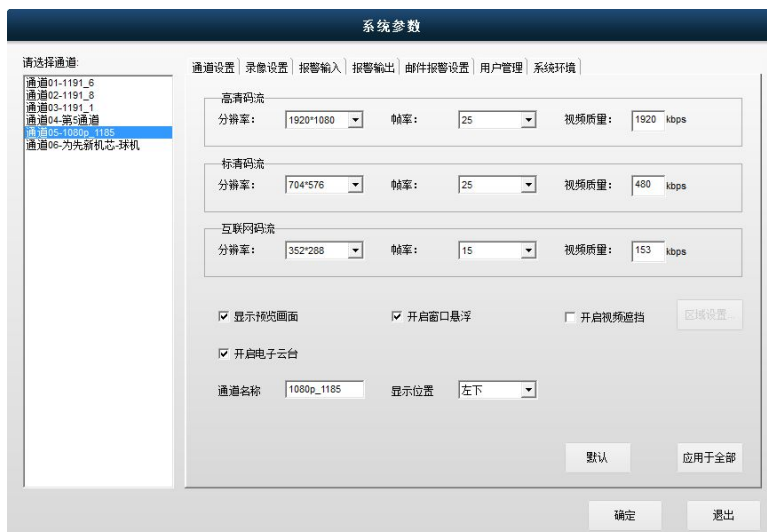 系统参数
请选择通道:
通道01-1191_6
通道02-1191_8
通道03-1191_1
通道04-第5通道
通道05-1080p_1185
通道06-为先新机芯-球机
通道设置 录像设置 报警输入 报警输出 邮件报警设置 用户管理 系统环境
高清码流
分辨率: 1920*1080 帧率: 25 视频质量: 1920 kbps
标清码流
分辨率: 704*576 帧率: 25 视频质量: 480 kbps
互联网码流
分辨率: 352*288 帧率: 15 视频质量: 153 kbps
显示预览画面 开启窗口悬浮 开启视频遮挡 区域设置...
开启电子云台
通道名称 1080p_1185 显示位置 左下
默认 应用于全部
确定 退出